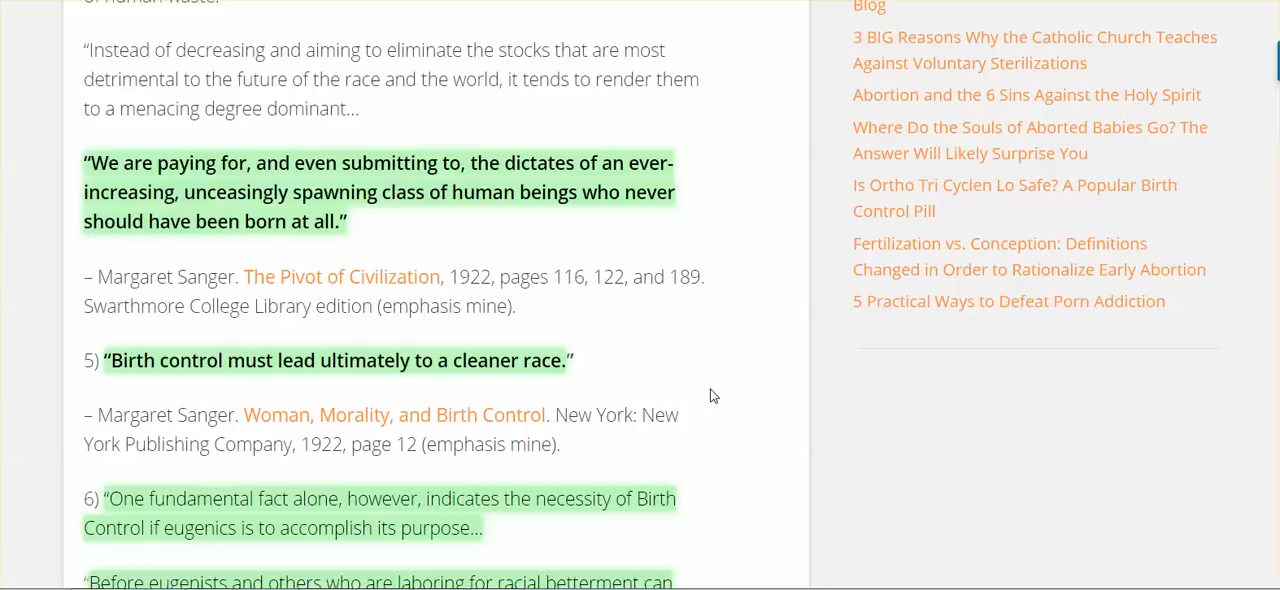 of human waste.
“Instead of decreasing and aiming to eliminate the stocks that are most
detrimental to the future of the race and the world, it tends to render them
to a menacing degree dominant…
“We are paying for, and even submitting to, the dictates of an ever-
increasing, unceasingly spawning class of human beings who never
should have been born at all.”
– Margaret Sanger. The Pivot of Civilization, 1922, pages 116, 122, and 189.
Swarthmore College Library edition (emphasis mine).
5) “Birth control must lead ultimately to a cleaner race.”
– Margaret Sanger. Woman, Morality, and Birth Control. New York: New
York Publishing Company, 1922, page 12 (emphasis mine).
6) “One fundamental fact alone, however, indicates the necessity of Birth
Control if eugenics is to accomplish its purpose…
“Before eugenists and others who are laboring for racial betterment can
Blog
3 BIG Reasons Why the Catholic Church Teaches
Against Voluntary Sterilizations
Abortion and the 6 Sins Against the Holy Spirit
Where Do the Souls of Aborted Babies Go? The
Answer Will Likely Surprise You
Is Ortho Tri Cyclen Lo Safe? A Popular Birth
Control Pill
Fertilization vs. Conception: Definitions
Changed in Order to Rationalize Early Abortion
5 Practical Ways to Defeat Porn Addiction